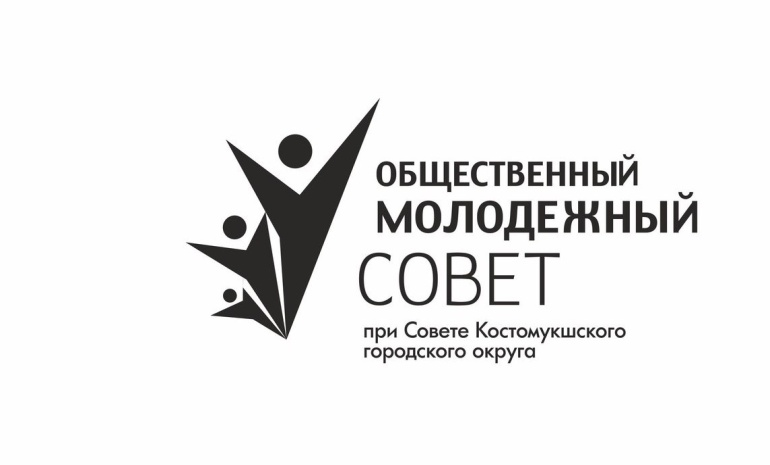 ОБЩЕСТВЕННЫЙ
МОЛОДЕЖНЫЙ
СОВЕТ
при Совете Костомукшского
городского округа